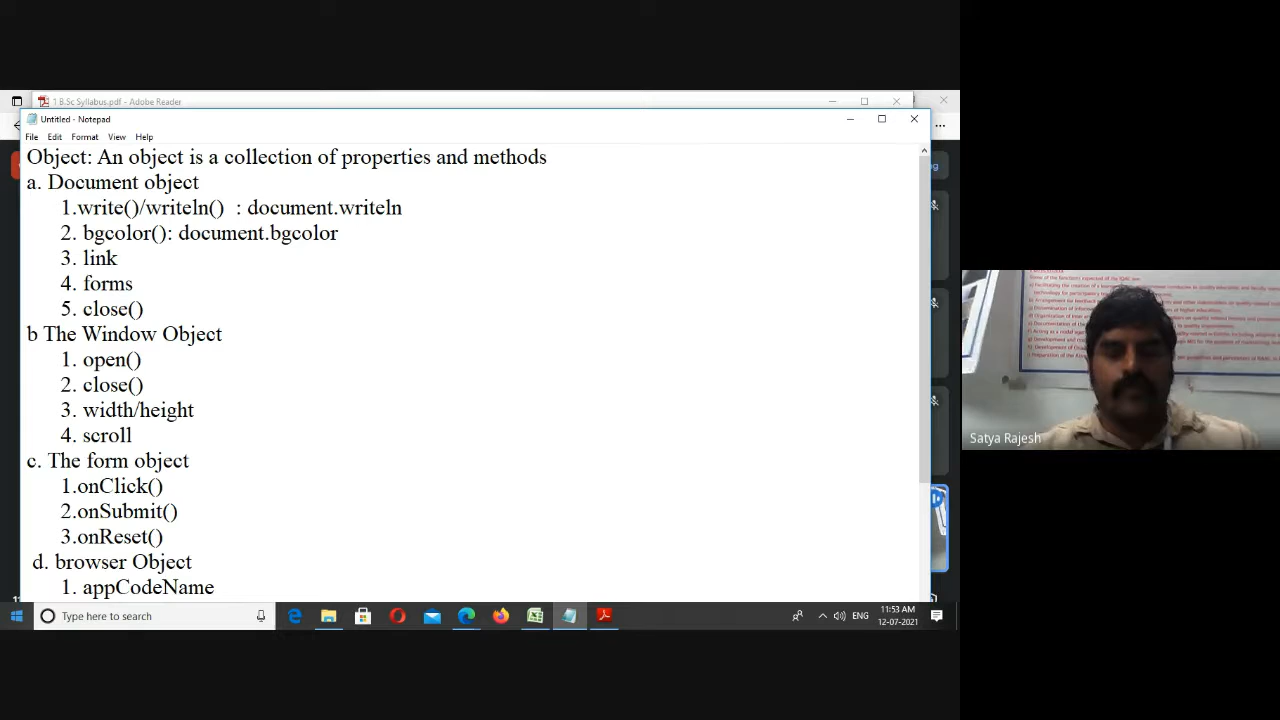 1 B.Sc Syllabus.pdf - Adobe Reader
Untitled - Notepad
File Edit Format View Help
Object: An object is a collection of properties and methods
a. Document object
1.write()/writeln() : document.writeln
2. bgcolor(): document.bgcolor
3. link
4. forms
5. close()
b The Window Object
1. open()
2. close()
3. width/height
4. scroll
c. The form object
1.onClick()
2.onSubmit()
3.onReset()
d. browser Object
1. appCodeName
Type here to search
ENG
11:53 AM
12-07-2021
Satya Rajesh